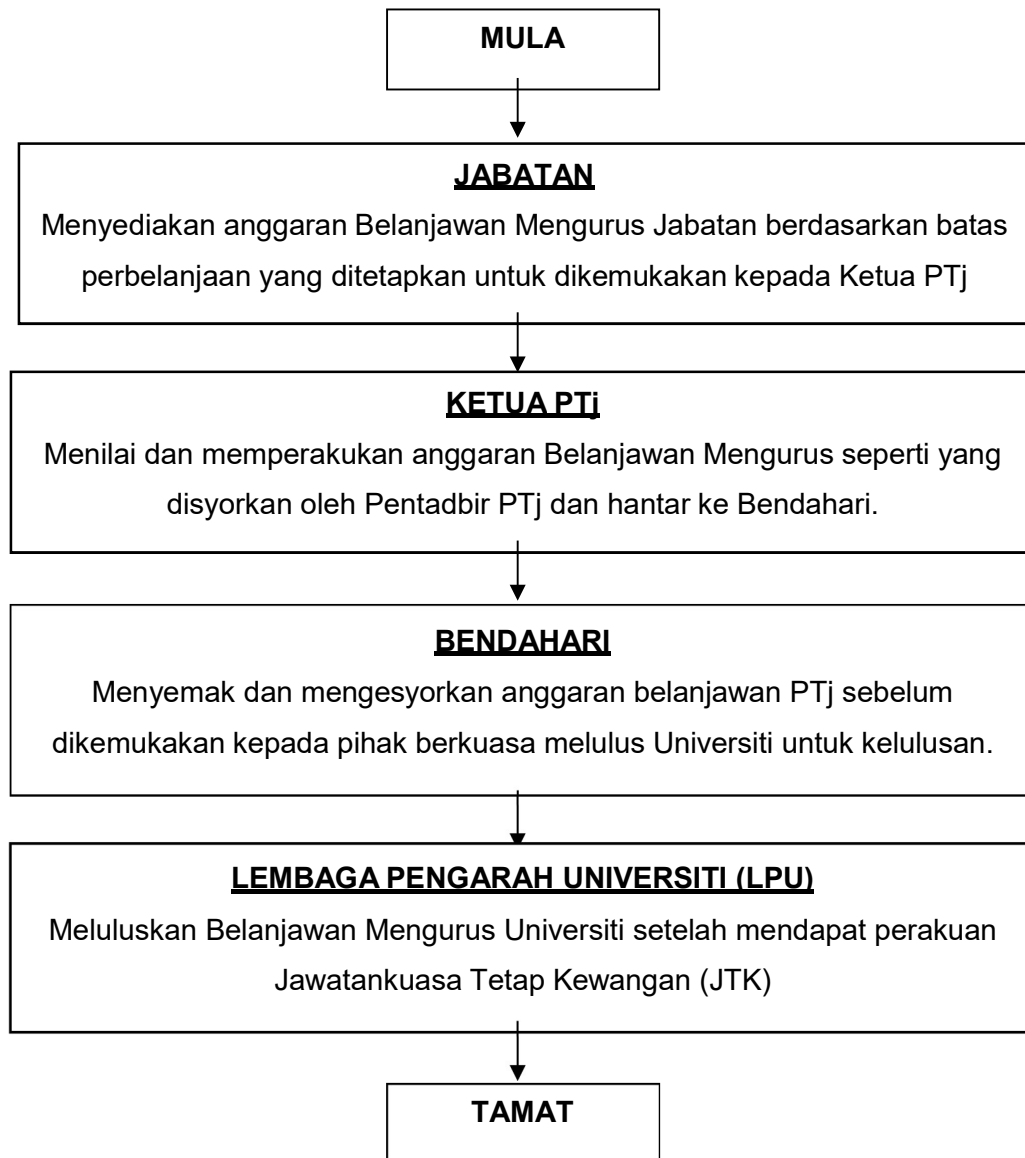 MULA
JABATAN
Menyediakan anggaran Belanjawan Mengurus Jabatan berdasarkan batas
perbelanjaan yang ditetapkan untuk dikemukakan kepada Ketua PTj
KETUA PTj
Menilai dan memperakukan anggaran Belanjawan Mengurus seperti yang
disyorkan oleh Pentadbir PTj dan hantar ke Bendahari.
BENDAHARI
Menyemak dan mengesyorkan anggaran belanjawan PTj sebelum
dikemukakan kepada pihak berkuasa melulus Universiti untuk kelulusan.
LEMBAGA PENGARAH UNIVERSITI (LPU)
Meluluskan Belanjawan Mengurus Universiti setelah mendapat perakuan
Jawatankuasa Tetap Kewangan (JTK)
TAMAT